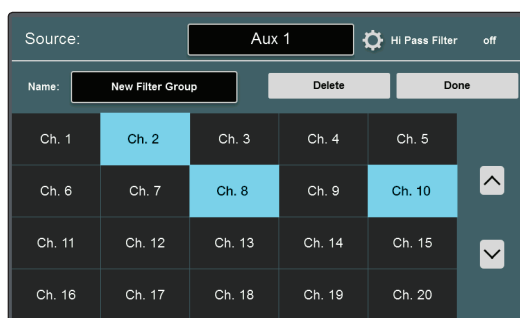 Source: Aux 1 Hi Pass Filter off
Name: New Filter Group Delete Done
Ch. 1 Ch. 2 Ch. 3 Ch. 4 Ch. 5
Ch. 6 Ch. 7 Ch. 8 Ch. 9 Ch. 10
Ch. 11 Ch. 12 Ch. 13 Ch. 14 Ch. 15
Ch. 16 Ch. 17 Ch. 18 Ch. 19 Ch. 20